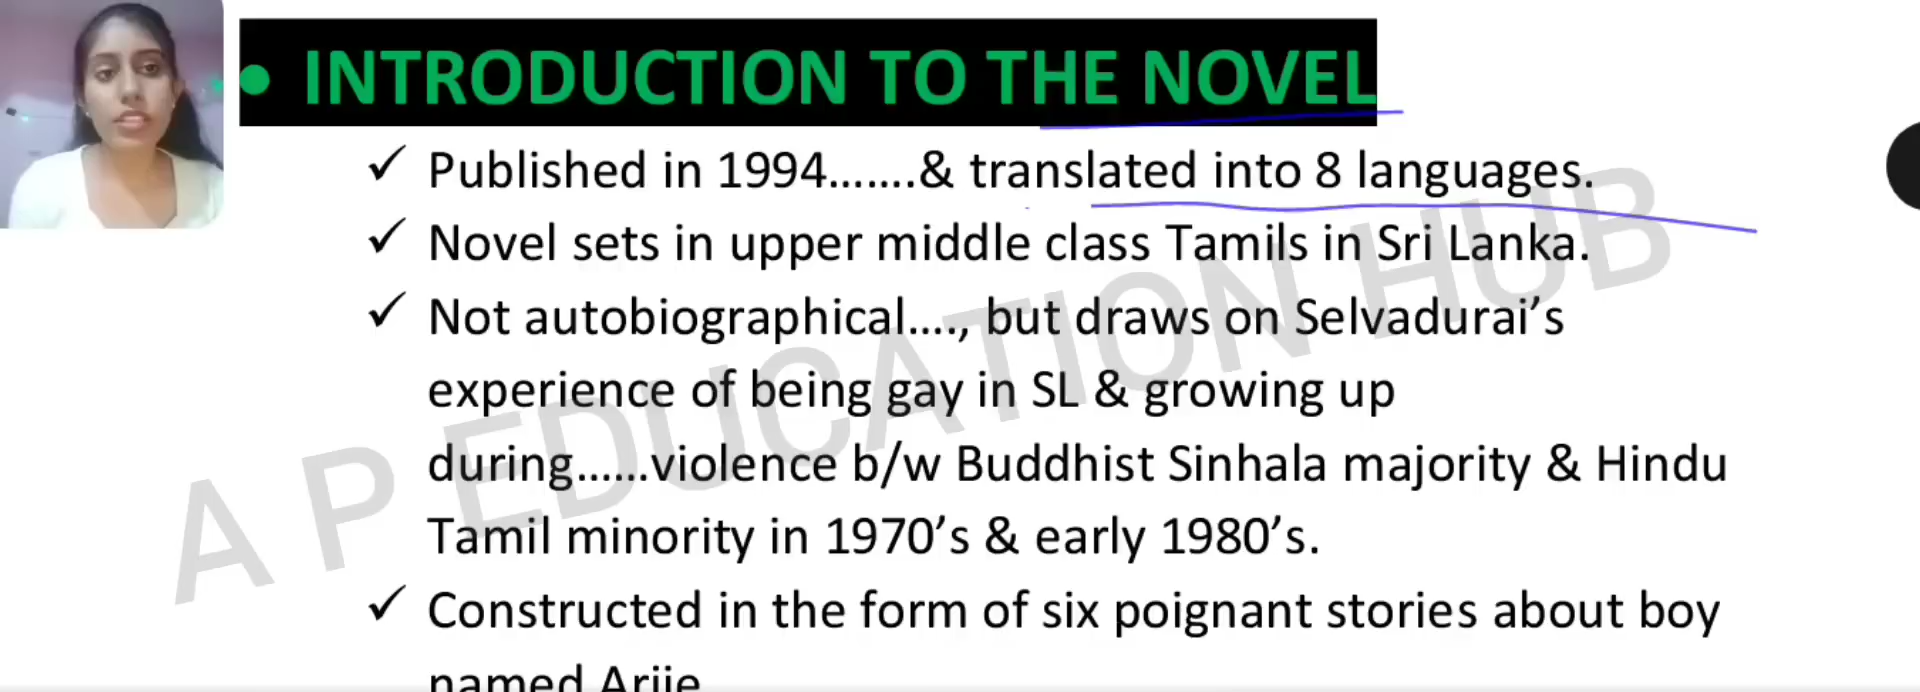 • INTRODUCTION TO THE NOVEL
✓ Published in 1994.......& translated into 8 languages.
✓ Novel sets in upper middle class Tamils in Sri Lanka.
✓ Not autobiographical...., but draws on Selvadurai’s
experience of being gay in SL & growing up
during......violence b/w Buddhist Sinhala majority & Hindu
Tamil minority in 1970’s & early 1980’s.
✓ Constructed in the form of six poignant stories about boy
named Arjie
A P EDUCATION HUB